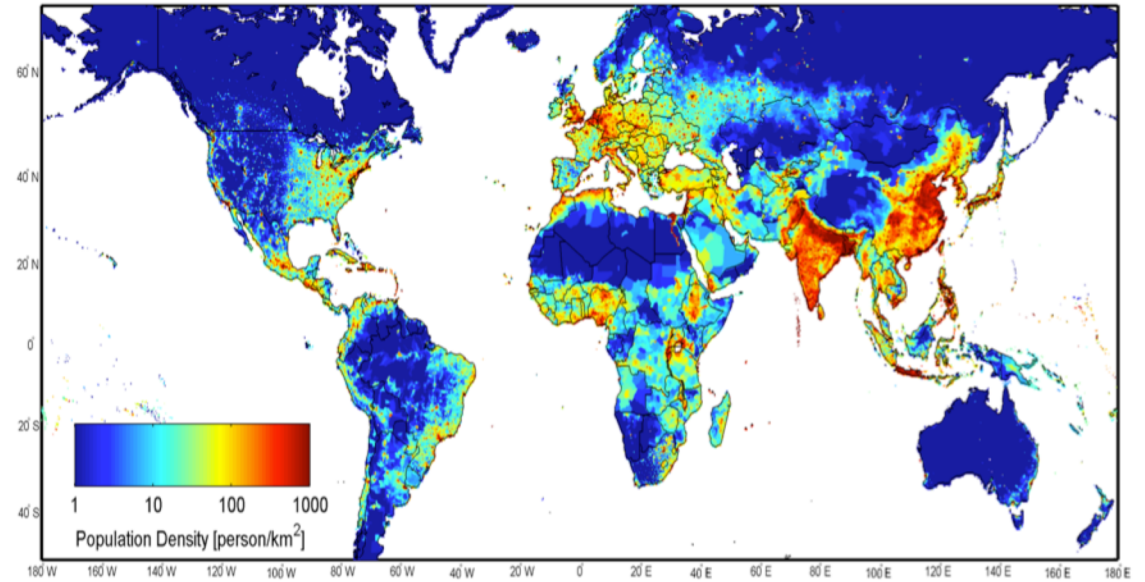 60° N
40° N
20° N
0°
20° S
40° S
1 10 100 1000
Population Density [person/km²]
180 W 160 W 140 W 120 W 100 W 80 W 60 W 40 W 20 W 0 20 E 40 E 60 E 80 E 100 E 120 E 140 E 160 E 180 E